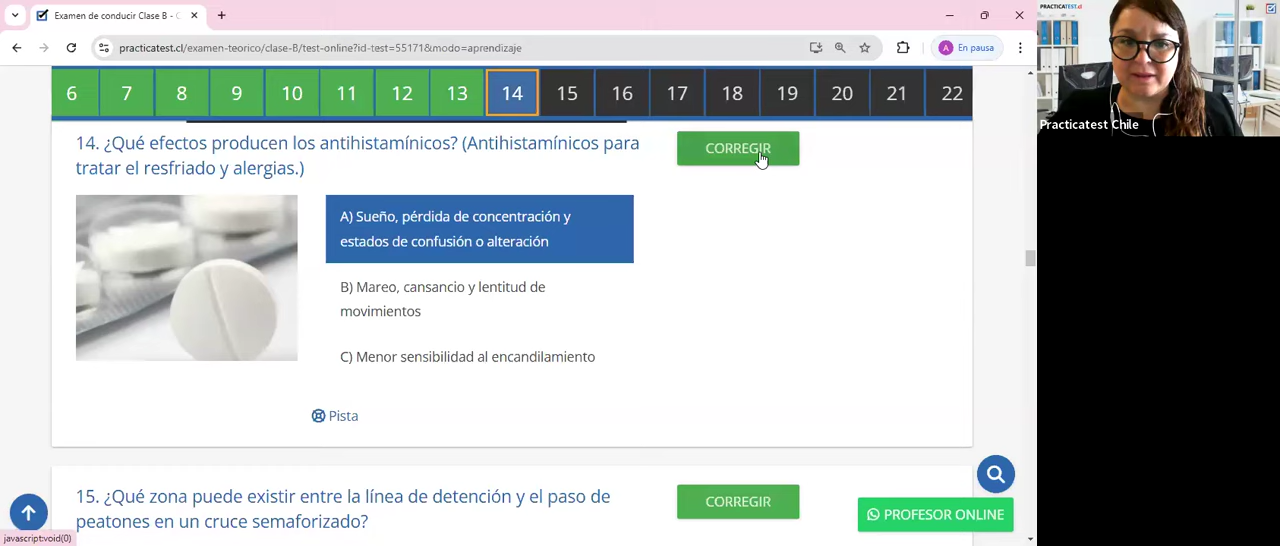 Examen de conducir Clase B - C
practicatest.cl/examen-teorico/clase-B/test-online?id-test=55171&modo=aprendizaje
A
En pausa
PRACTICATEST.CL
Practicatest Chile
6 7 8 9 10 11 12 13 14 15 16 17 18 19 20 21 22
14. ¿Qué efectos producen los antihistamínicos? (Antihistamínicos para
tratar el resfriado y alergias.)
CORREGIR
A) Sueño, pérdida de concentración y
estados de confusión o alteración
B) Mareo, cansancio y lentitud de
movimientos
C) Menor sensibilidad al encandilamiento
Pista
15. ¿Qué zona puede existir entre la línea de detención y el paso de
peatones en un cruce semaforizado?
CORREGIR
PROFESOR ONLINE
javascript:void(0)